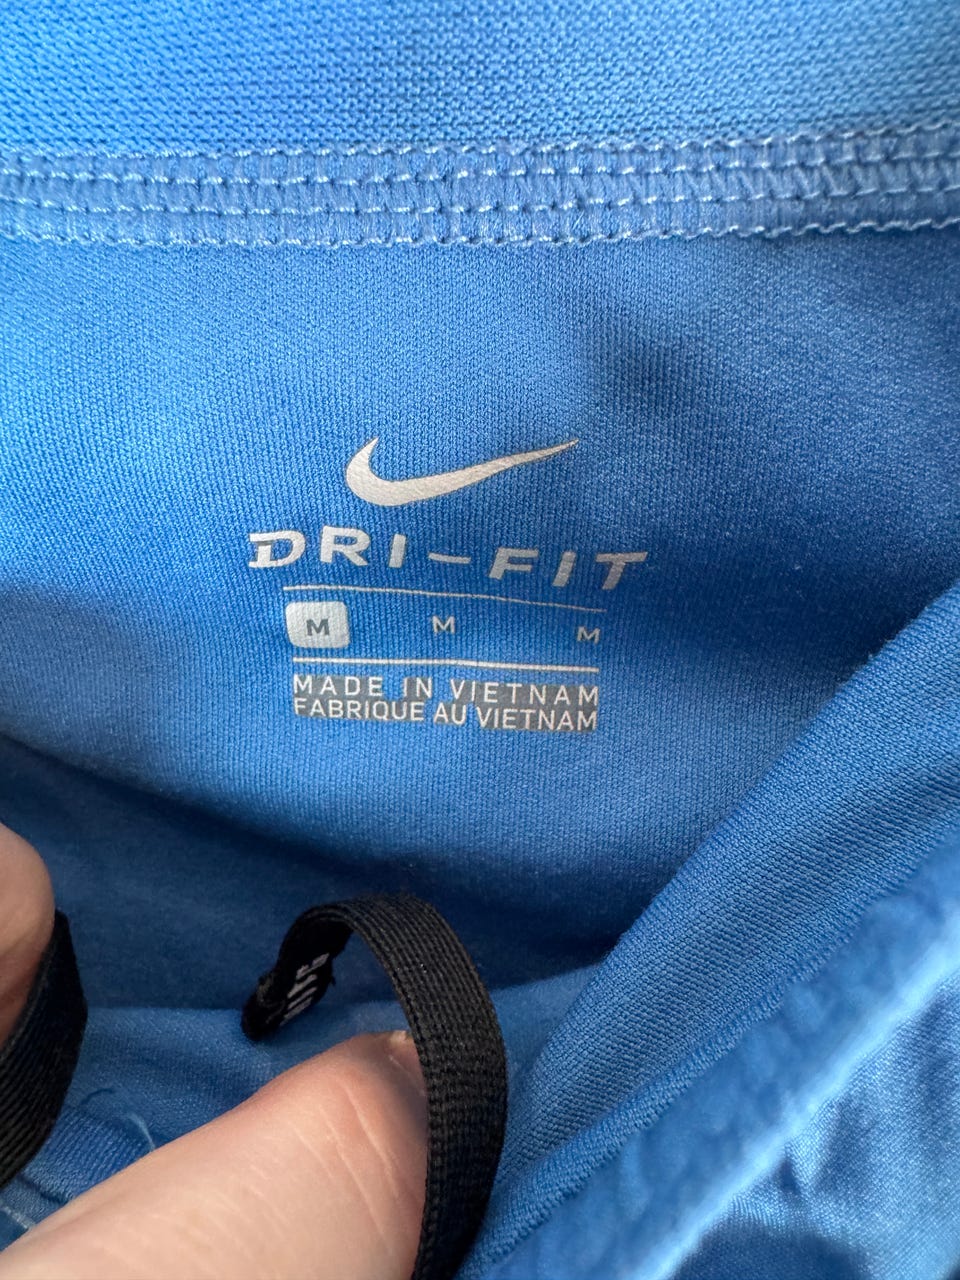 DRI-FIT
M M M
MADE IN VIETNAM
FABRIQUE AU VIETNAM